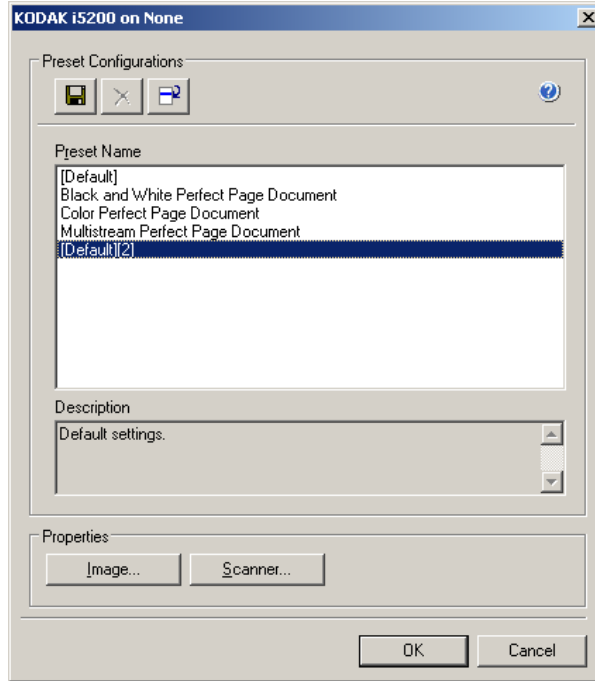 KODAK i5200 on None
Preset Configurations
Preset Name
[Default]
Black and White Perfect Page Document
Color Perfect Page Document
Multistream Perfect Page Document
[Default][2]
Description
Default settings.
Properties
Image...
Scanner...
OK
Cancel